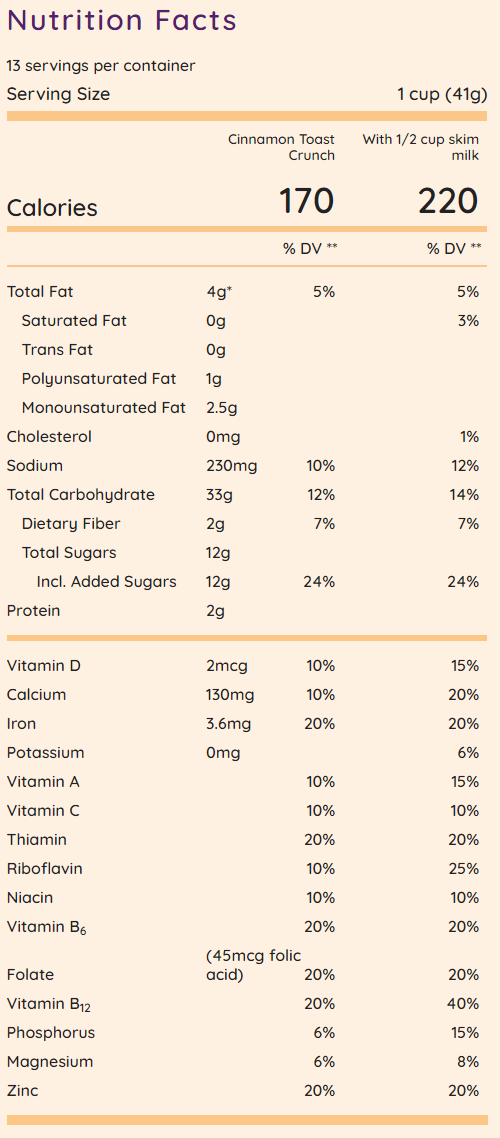 Nutrition Facts
13 servings per container
Serving Size 1 cup (41g)
Cinnamon Toast Crunch With 1/2 cup skim milk
Calories 170 220
% DV ** % DV **
Total Fat 4g* 5% 5%
Saturated Fat 0g 3%
Trans Fat 0g
Polyunsaturated Fat 1g
Monounsaturated Fat 2.5g
Cholesterol 0mg 1%
Sodium 230mg 10% 12%
Total Carbohydrate 33g 12% 14%
Dietary Fiber 2g 7% 7%
Total Sugars 12g
Incl. Added Sugars 12g 24% 24%
Protein 2g
Vitamin D 2mcg 10% 15%
Calcium 130mg 10% 20%
Iron 3.6mg 20% 20%
Potassium 0mg 6%
Vitamin A 10% 15%
Vitamin C 10% 10%
Thiamin 20% 20%
Riboflavin 10% 25%
Niacin 10% 10%
Vitamin B6 20% 20%
Folate (45mcg folic acid) 20% 20%
Vitamin B12 20% 40%
Phosphorus 6% 15%
Magnesium 6% 8%
Zinc 20% 20%